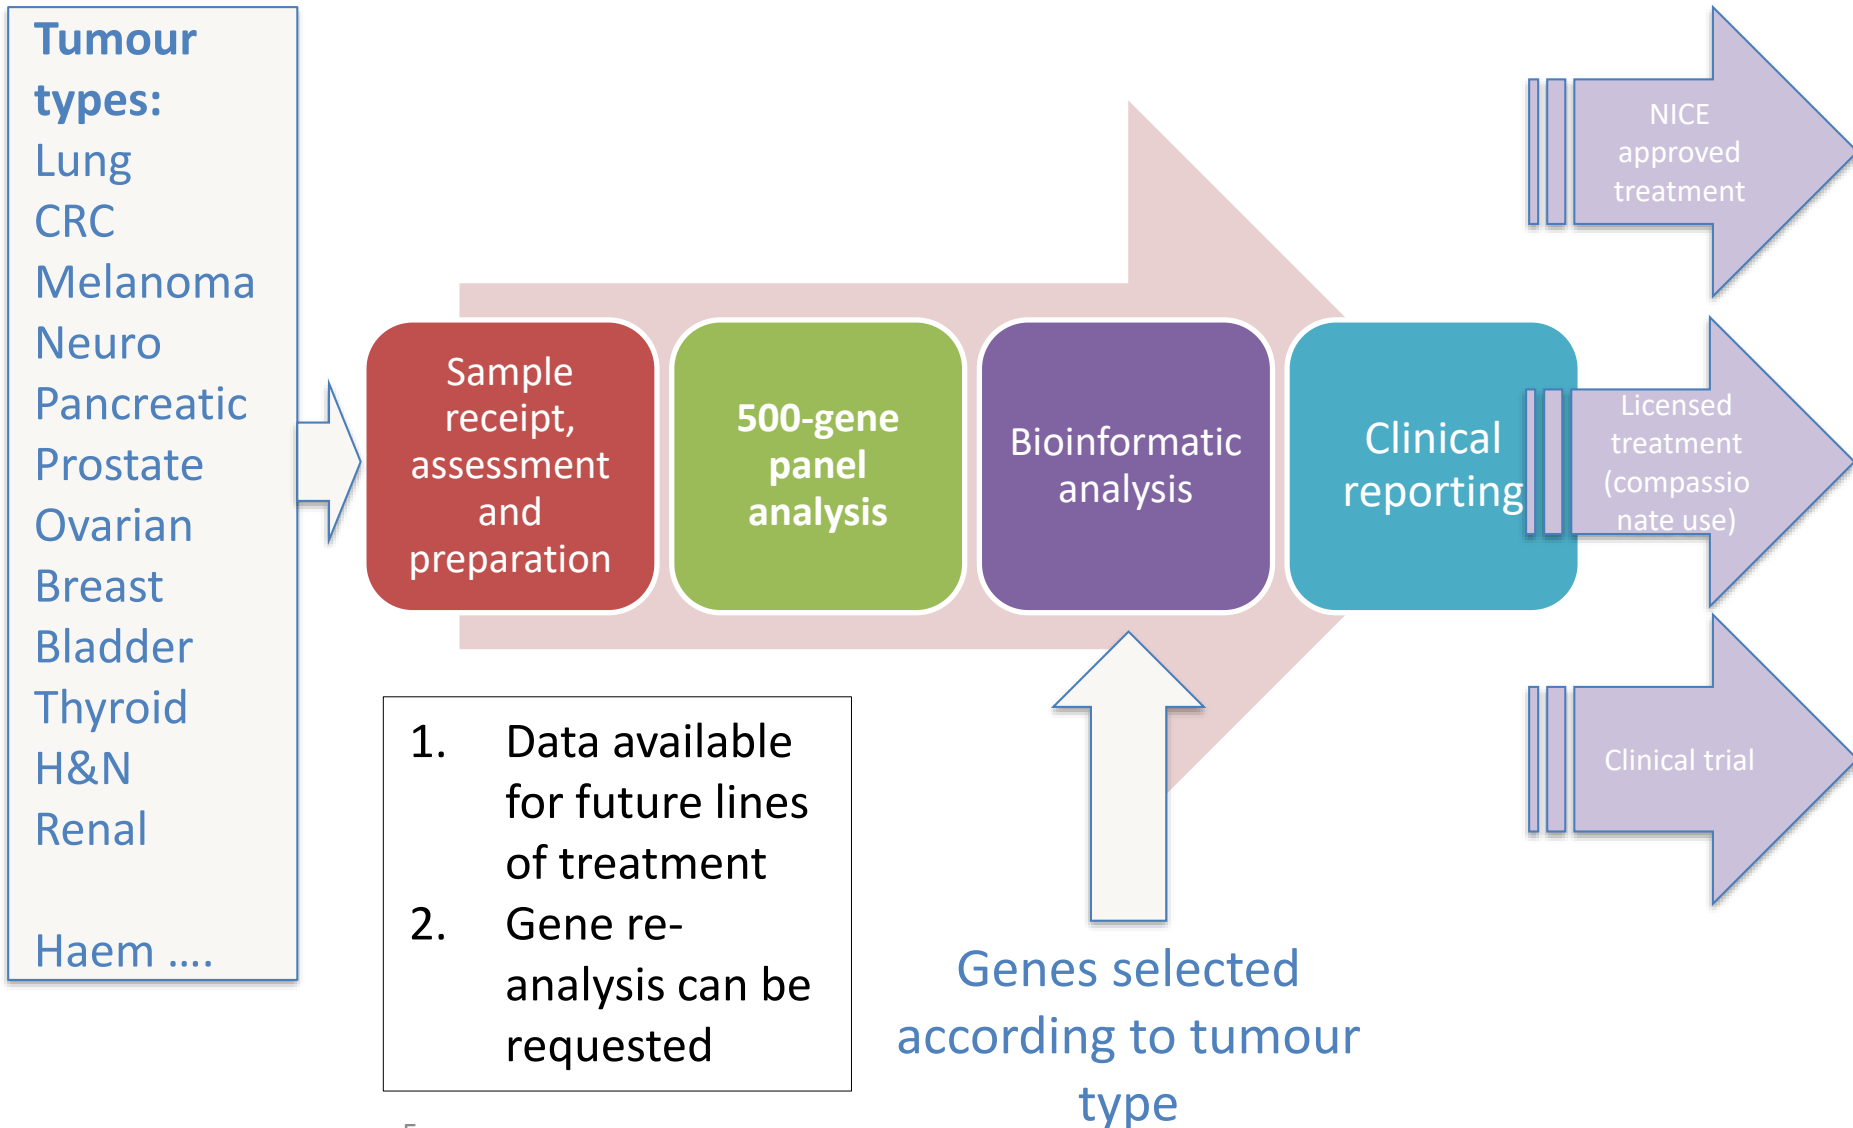 Tumour
types:
Lung
CRC
Melanoma
Neuro
Pancreatic
Prostate
Ovarian
Breast
Bladder
Thyroid
H&N
Renal
Haem ....
Sample
receipt,
assessment
and
preparation
500-gene
panel
analysis
Bioinformatic
analysis
Clinical
reporting
NICE
approved
treatment
Licensed
treatment
(compassio
nate use)
Clinical trial
1. Data available
for future lines
of treatment
2. Gene re-
analysis can be
requested
Genes selected
according to tumour
type